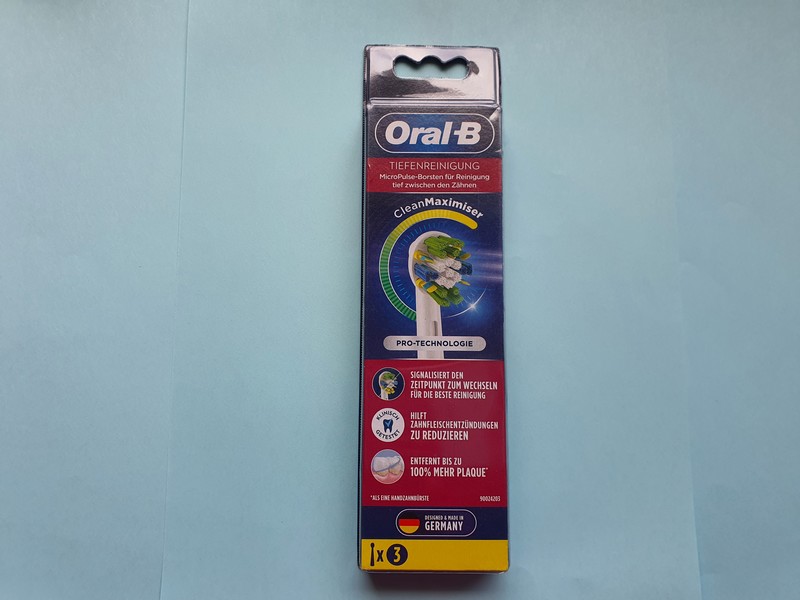 Oral-B
TIEFENREINIGUNG
MicroPulse-Borsten für Reinigung
tief zwischen den Zähnen
CleanMaximiser
PRO-TECHNOLOGIE
SIGNALISIERT DEN
ZEITPUNKT ZUM WECHSELN
FÜR DIE BESTE REINIGUNG
KLINISCH
GETESTET
HILFT
ZAHNFLEISCHENTZÜNDUNGEN
ZU REDUZIEREN
ENTFERNT BIS ZU
100% MEHR PLAQUE*
*ALS EINE HANDZAHNBÜRSTE
90026203
DESIGNED & MADE IN
GERMANY
x 3